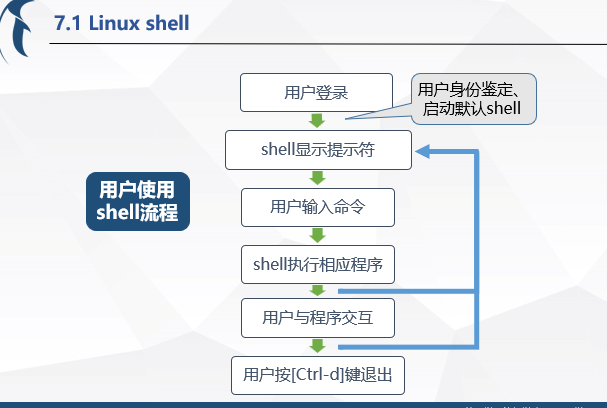 7.1 Linux shell
用户登录
用户身份鉴定、
启动默认shell
shell显示提示符
用户使用
shell流程
用户输入命令
shell执行相应程序
用户与程序交互
用户按[Ctrl-d]键退出